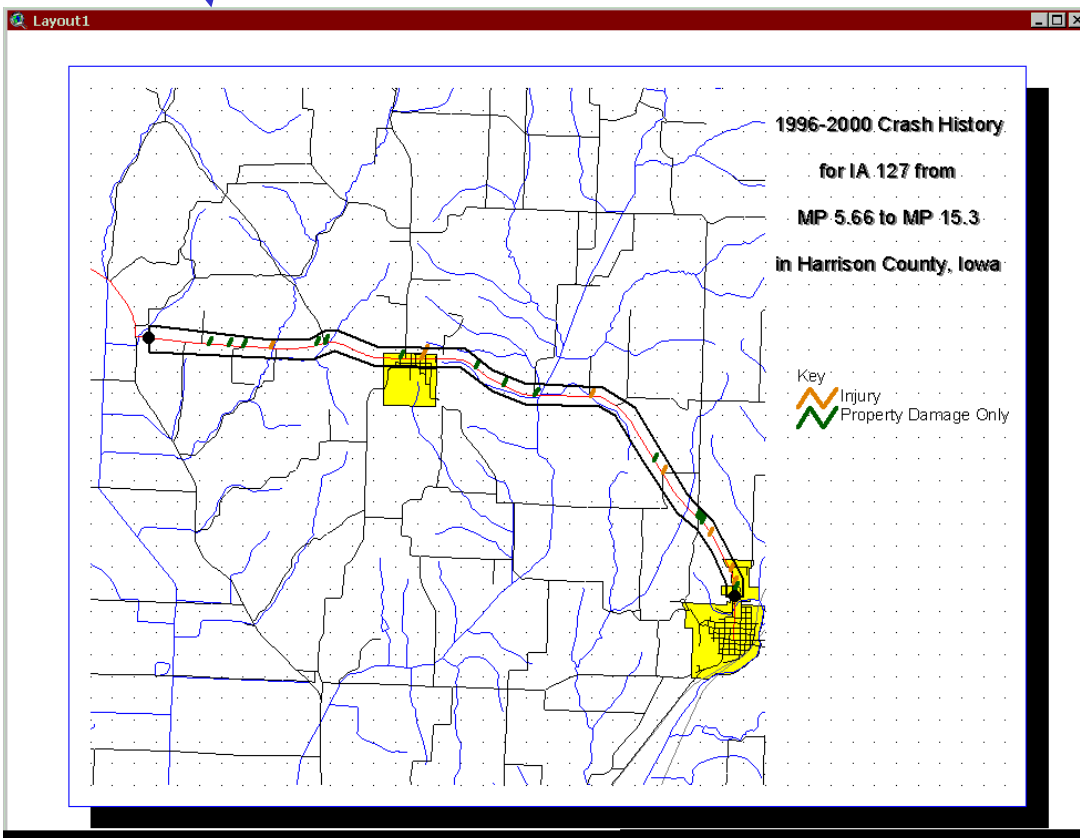 Layout1
1996-2000 Crash History
for IA 127 from
MP 5.66 to MP 15.3
in Harrison County, Iowa
Key
Injury
Property Damage Only